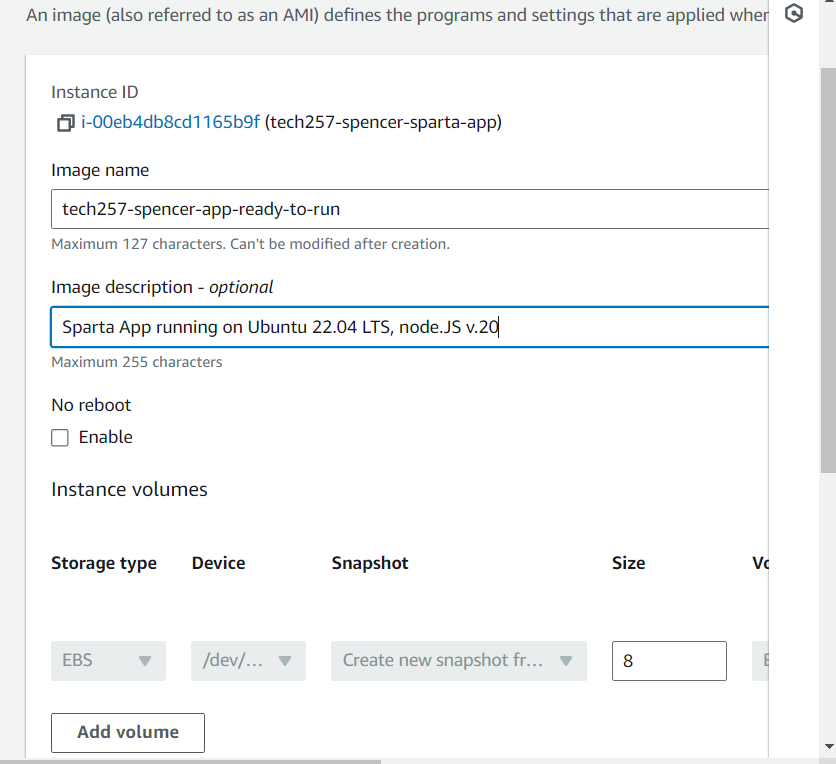 An image (also referred to as an AMI) defines the programs and settings that are applied when
Instance ID
i-00eb4db8cd1165b9f (tech257-spencer-sparta-app)
Image name
tech257-spencer-app-ready-to-run
Maximum 127 characters. Can't be modified after creation.
Image description - optional
Sparta App running on Ubuntu 22.04 LTS, node.JS v.20
Maximum 255 characters
No reboot
Enable
Instance volumes
Storage type Device Snapshot Size
EBS /dev/... Create new snapshot fr... 8
Add volume